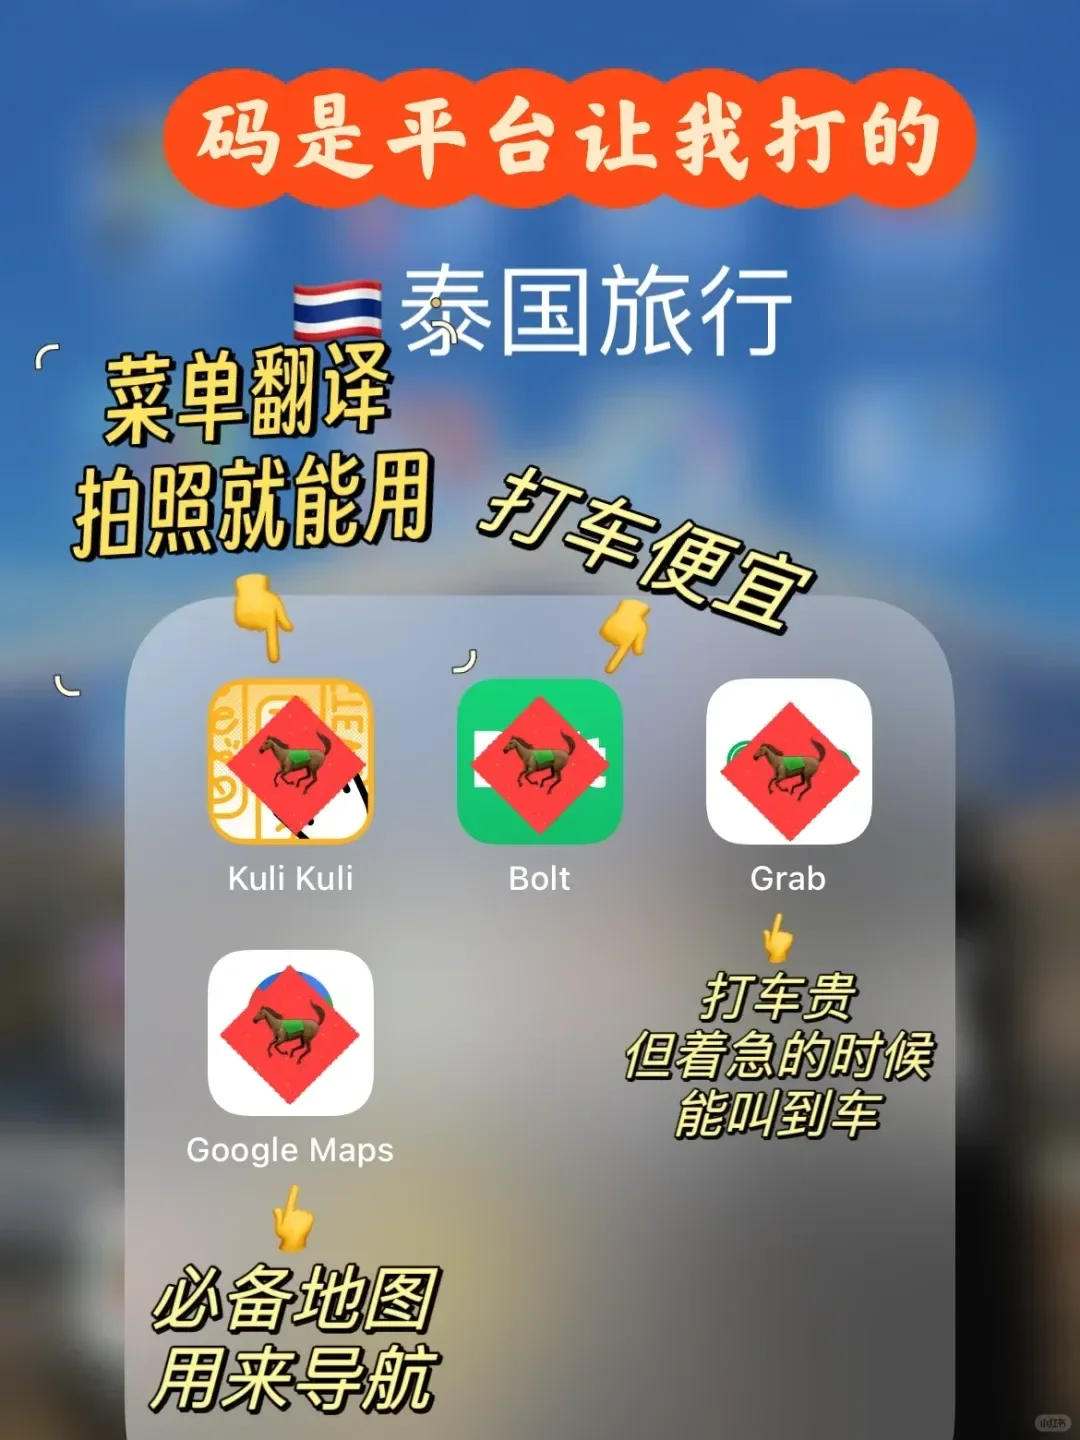 码是平台让我打的
泰国旅行
菜单翻译
拍照就能用
打车便宜
Kuli Kuli
Bolt
Grab
打车贵
但着急的时候
能叫到车
Google Maps
必备地图
用来导航
小红书